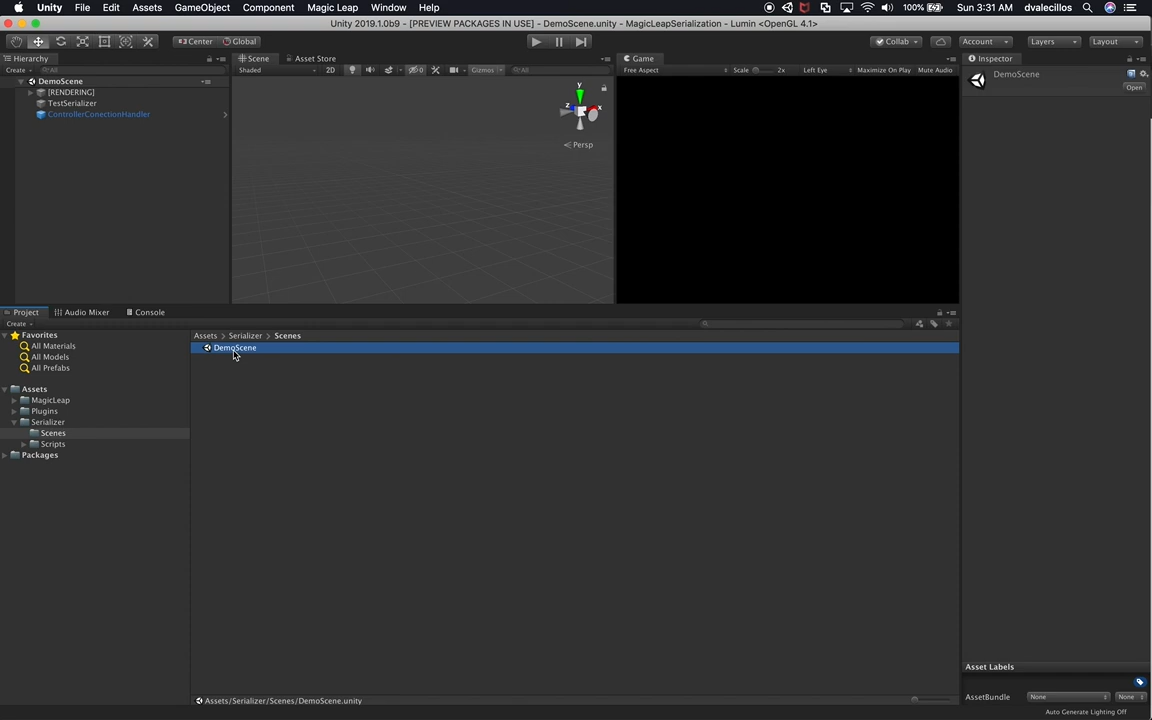 Unity File Edit Assets GameObject Component Magic Leap Window Help 100% Sun 3:31 AM dvalecillos
Unity 2019.1.0b9 - [PREVIEW PACKAGES IN USE] - DemoScene.unity - MagicLeapSerialization - Lumin <OpenGL 4.1>
Center Global Collab Account Layers Layout
Hierarchy Scene Asset Store Game Inspector
Create All Shaded 2D 0 Gizmos All Free Aspect Scale 2x Left Eye Maximize On Play Mute Audio
DemoScene
[RENDERING]
TestSerializer
ControllerConectionHandler
y
z x
Persp
DemoScene
Open
Project Audio Mixer Console
Create
Favorites
All Materials
All Models
All Prefabs
Assets
MagicLeap
Plugins
Serializer
Scenes
Scripts
Packages
Assets > Serializer > Scenes
DemoScene
Assets/Serializer/Scenes/DemoScene.unity
Asset Labels
AssetBundle None None
Auto Generate Lighting Off